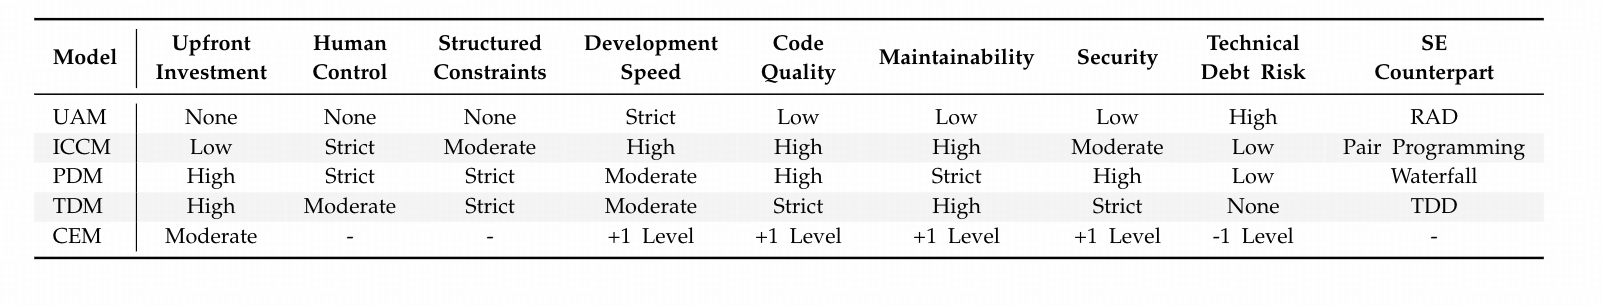 Model Upfront Investment Human Control Structured Constraints Development Speed Code Quality Maintainability Security Technical Debt Risk SE Counterpart
UAM None None None Strict Low Low Low High RAD
ICCM Low Strict Moderate High High High Moderate Low Pair Programming
PDM High Strict Strict Moderate High Strict High Low Waterfall
TDM High Moderate Strict Moderate Strict High Strict None TDD
CEM Moderate - - +1 Level +1 Level +1 Level +1 Level -1 Level -